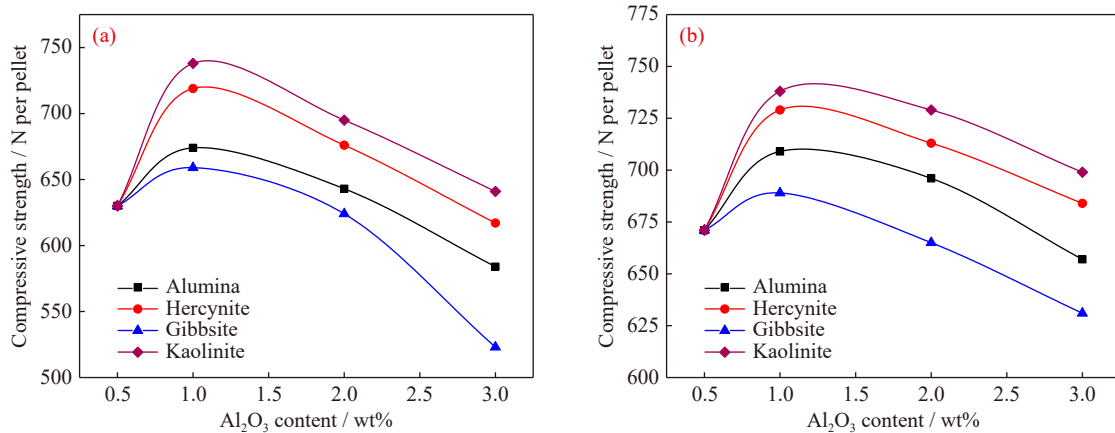 (a)
Compressive strength / N per pellet
750
700
650
600
550
500
Alumina
Hercynite
Gibbsite
Kaolinite
0.5 1.0 1.5 2.0 2.5 3.0
Al₂O₃ content / wt%
(b)
Compressive strength / N per pellet
775
750
725
700
675
650
625
600
Alumina
Hercynite
Gibbsite
Kaolinite
0.5 1.0 1.5 2.0 2.5 3.0
Al₂O₃ content / wt%